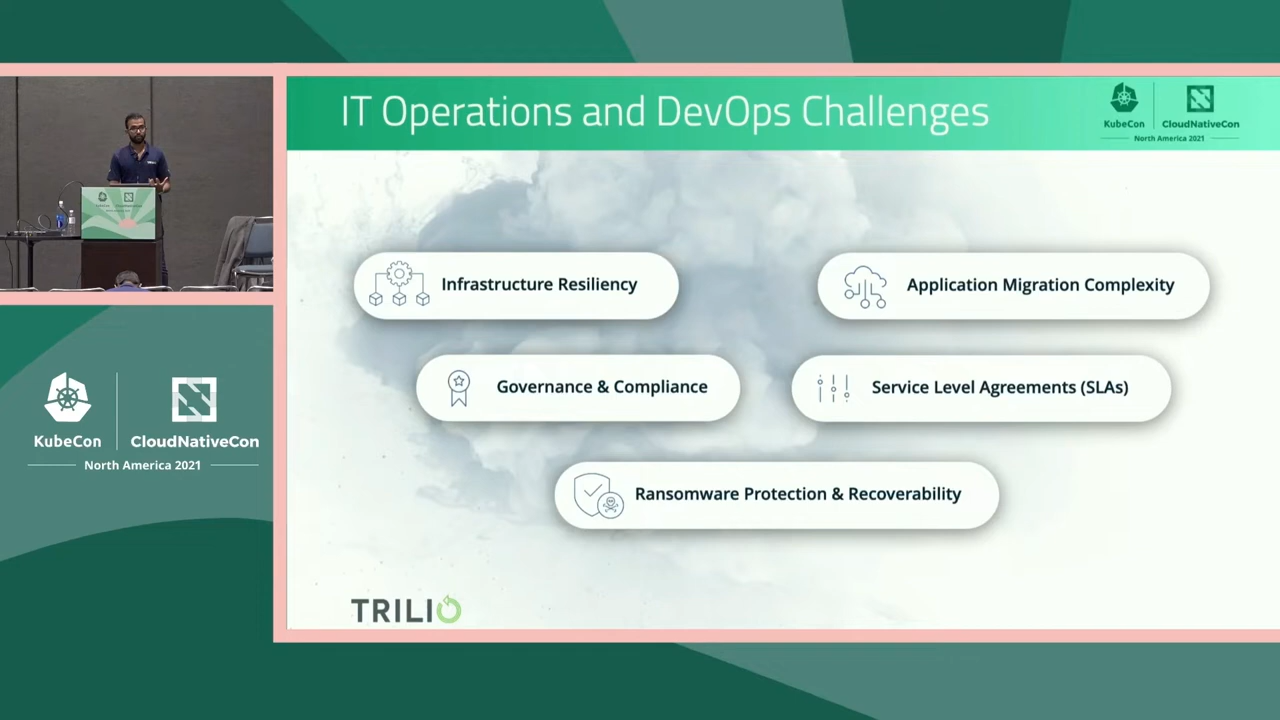 IT Operations and DevOps Challenges
KubeCon
CloudNativeCon
North America 2021
Infrastructure Resiliency
Application Migration Complexity
Governance & Compliance
Service Level Agreements (SLAs)
Ransomware Protection & Recoverability
TRILIO
KubeCon
CloudNativeCon
North America 2021